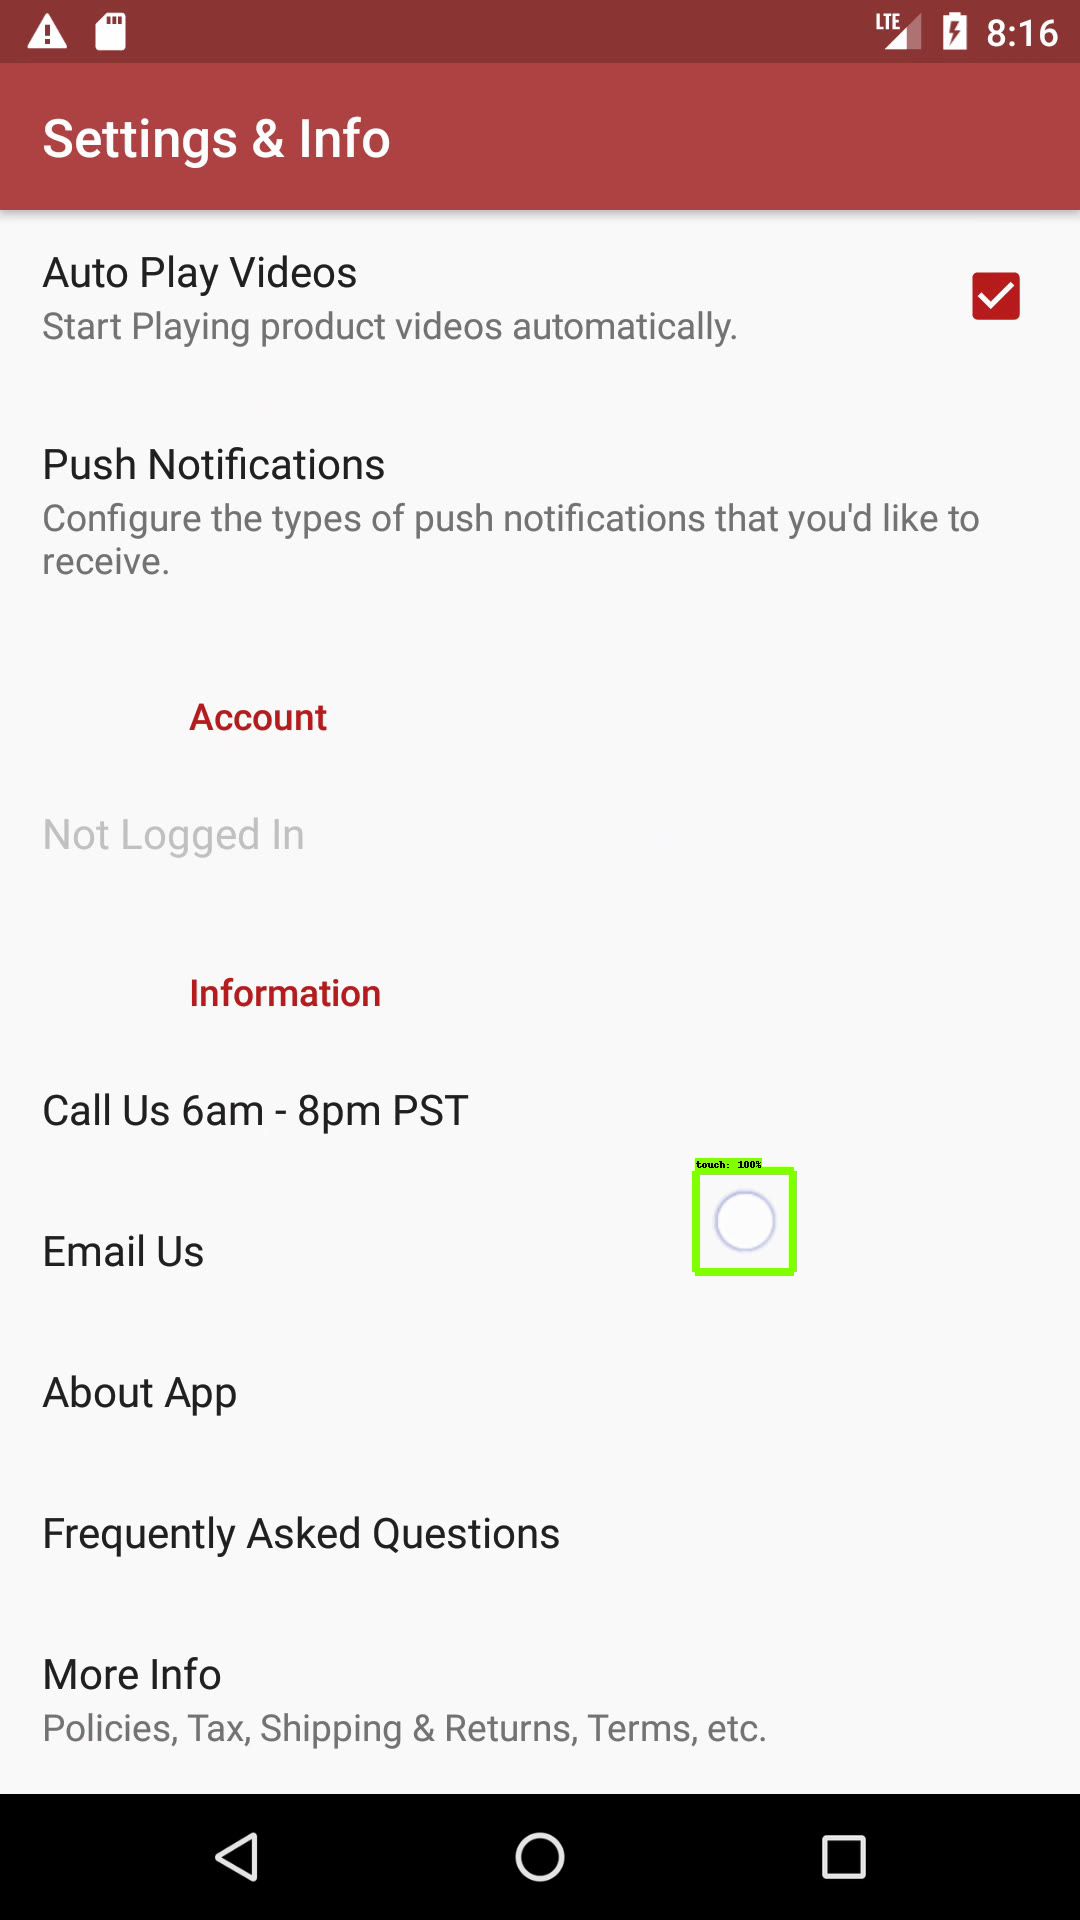 LTE 8:16
Settings & Info
Auto Play Videos
Start Playing product videos automatically.
Push Notifications
Configure the types of push notifications that you'd like to
receive.
Account
Not Logged In
Information
Call Us 6am - 8pm PST
touch: 100%
Email Us
About App
Frequently Asked Questions
More Info
Policies, Tax, Shipping & Returns, Terms, etc.